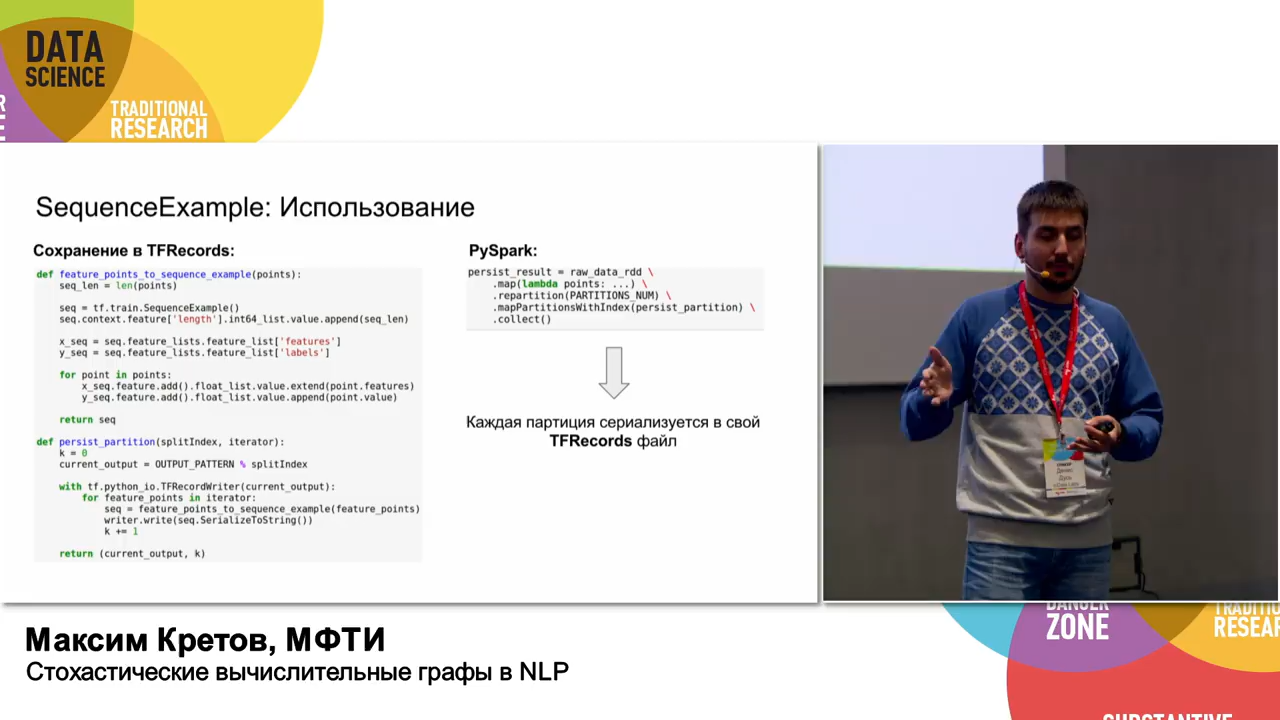 DATA
SCIENCE
TRADITIONAL
RESEARCH
SequenceExample: Использование
Сохранение в TFRecords:
def feature_points_to_sequence_example(points):
seq_len = len(points)
seq = tf.train.SequenceExample()
seq.context.feature['length'].int64_list.value.append(seq_len)
x_seq = seq.feature_lists.feature_list['features']
y_seq = seq.feature_lists.feature_list['labels']
for point in points:
x_seq.feature.add().float_list.value.extend(point.features)
y_seq.feature.add().float_list.value.append(point.value)
return seq
def persist_partition(splitIndex, iterator):
k = 0
current_output = OUTPUT_PATTERN % splitIndex
with tf.python_io.TFRecordWriter(current_output):
for feature_points in iterator:
seq = feature_points_to_sequence_example(feature_points)
writer.write(seq.SerializeToString())
k += 1
return (current_output, k)
PySpark:
persist_result = raw_data_rdd \
.map(lambda points: ...) \
.repartition(PARTITIONS_NUM) \
.mapPartitionsWithIndex(persist_partition) \
.collect()
Каждая партиция сериализуется в свой
TFRecords файл
Максим Кретов, МФТИ
Стохастические вычислительные графы в NLP
DANGER
ZONE
TRADITI
RESEAR
SUBSTANTIVE